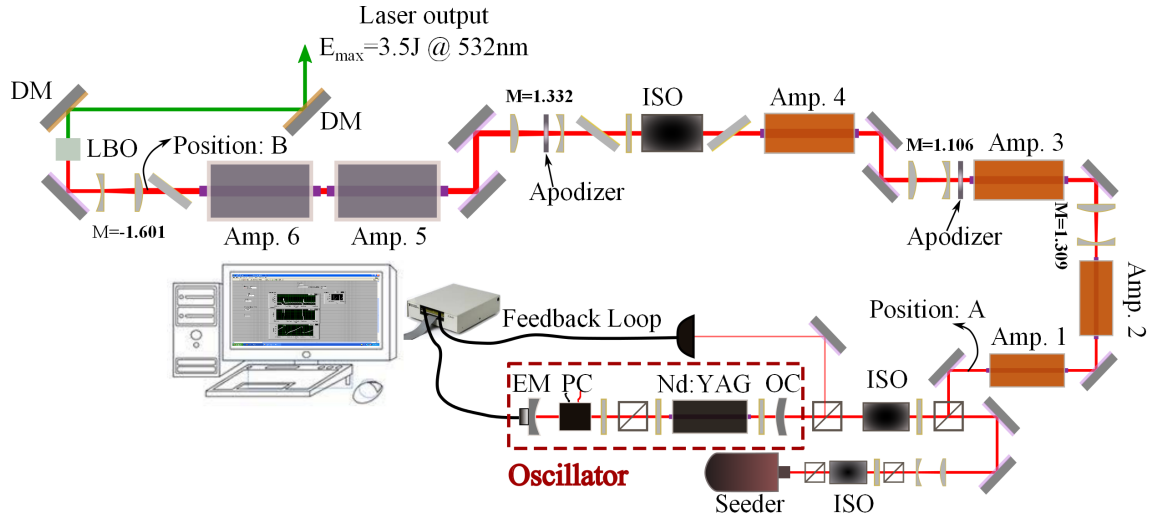 Laser output
E_max=3.5J @ 532nm
DM
DM
LBO
Position: B
M=-1.601
Amp. 6
Amp. 5
M=1.332
Apodizer
ISO
Amp. 4
M=1.106
Amp. 3
Apodizer
M=1.309
Amp. 2
Position: A
Amp. 1
Feedback Loop
EM
PC
Nd:YAG
OC
ISO
Oscillator
Seeder
ISO